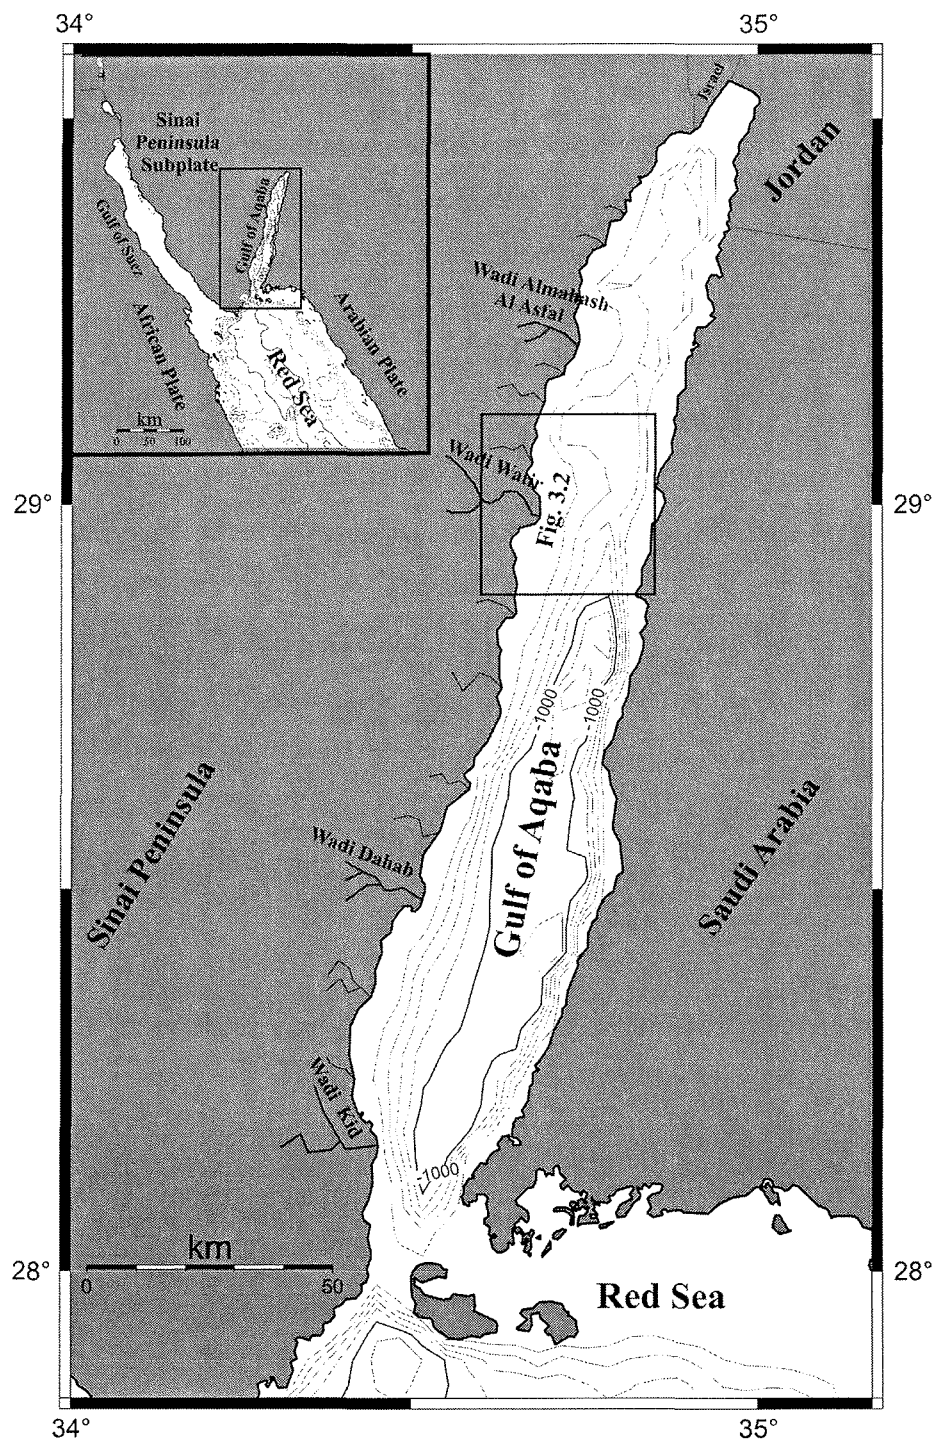 34°
35°
Israel
Jordan
Sinai
Peninsula
Subplate
Gulf of Aqaba
Gulf of Suez
African Plate
Arabian Plate
Red Sea
km
0 50 100
Wadi Almahash
Al Asfal
Wadi Watir
Fig. 3.2
29°
29°
-1000
-1000
Gulf of Aqaba
Sinai Peninsula
Saudi Arabia
Wadi Dahab
Wadi Kid
-1000
km
0
50
28°
28°
Red Sea
34°
35°